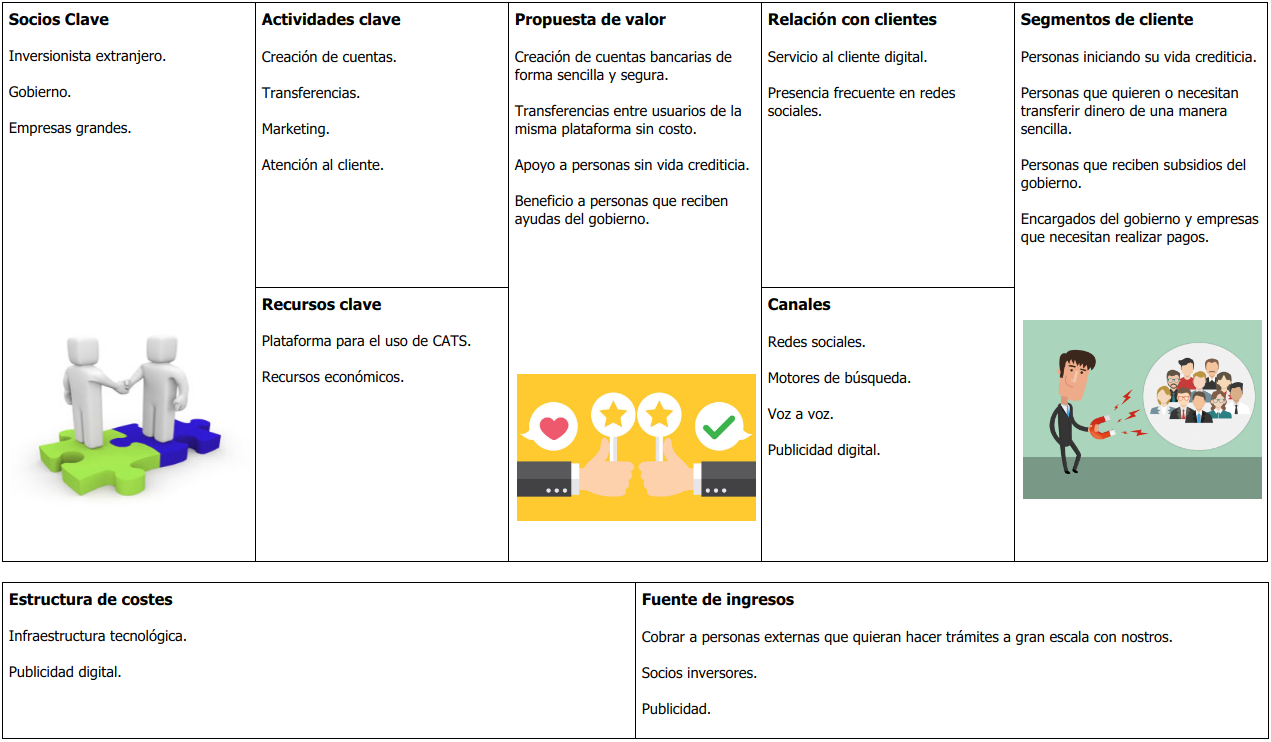 Socios Clave
Inversionista extranjero.
Gobierno.
Empresas grandes.
Actividades clave
Creación de cuentas.
Transferencias.
Marketing.
Atención al cliente.
Recursos clave
Plataforma para el uso de CATS.
Recursos económicos.
Propuesta de valor
Creación de cuentas bancarias de
forma sencilla y segura.
Transferencias entre usuarios de la
misma plataforma sin costo.
Apoyo a personas sin vida crediticia.
Beneficio a personas que reciben
ayudas del gobierno.
Relación con clientes
Servicio al cliente digital.
Presencia frecuente en redes
sociales.
Canales
Redes sociales.
Motores de búsqueda.
Voz a voz.
Publicidad digital.
Segmentos de cliente
Personas iniciando su vida crediticia.
Personas que quieren o necesitan
transferir dinero de una manera
sencilla.
Personas que reciben subsidios del
gobierno.
Encargados del gobierno y empresas
que necesitan realizar pagos.
Estructura de costes
Infraestructura tecnológica.
Publicidad digital.
Fuente de ingresos
Cobrar a personas externas que quieran hacer trámites a gran escala con nostros.
Socios inversores.
Publicidad.